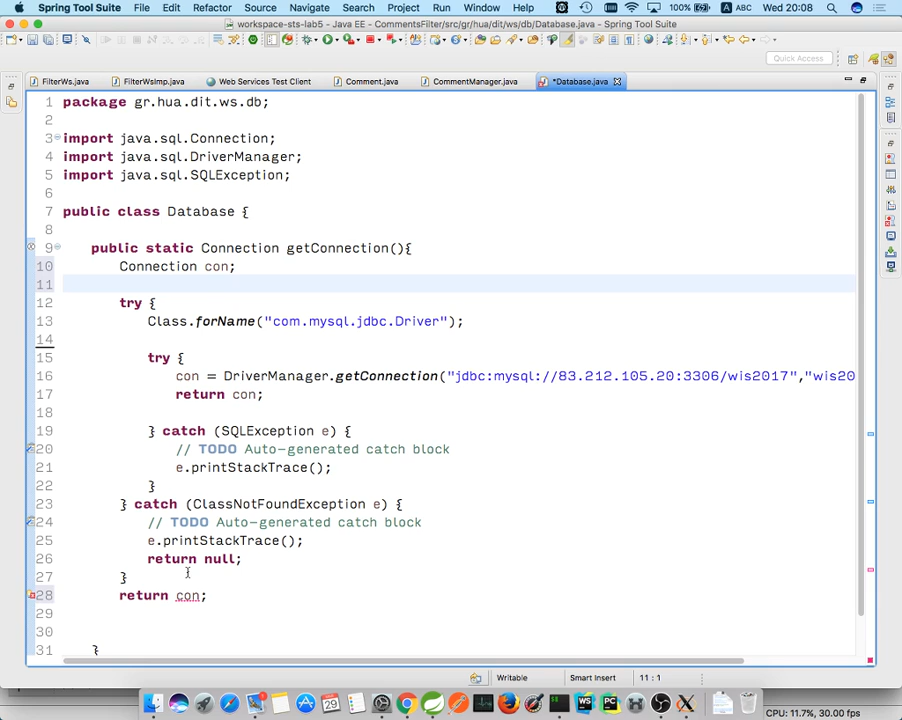 Spring Tool Suite File Edit Refactor Source Navigate Search Project Run Window Help 100% ABC Wed 20:08
workspace-sts-lab5 - Java EE - CommentsFilter/src/gr/hua/dit/ws/db/Database.java - Spring Tool Suite
Quick Access
FilterWs.java FilterWsImp.java Web Services Test Client Comment.java CommentManager.java *Database.java
1 package gr.hua.dit.ws.db;
2
3 import java.sql.Connection;
4 import java.sql.DriverManager;
5 import java.sql.SQLException;
6
7 public class Database {
8
9 public static Connection getConnection(){
10 Connection con;
11
12 try {
13 Class.forName("com.mysql.jdbc.Driver");
14
15 try {
16 con = DriverManager.getConnection("jdbc:mysql://83.212.105.20:3306/wis2017","wis20
17 return con;
18
19 } catch (SQLException e) {
20 // TODO Auto-generated catch block
21 e.printStackTrace();
22 }
23 } catch (ClassNotFoundException e) {
24 // TODO Auto-generated catch block
25 e.printStackTrace();
26 return null;
27 }
28 return con;
29
30
31 }
Writable Smart Insert 11 : 1
CPU: 11.7%, 30.00 fps